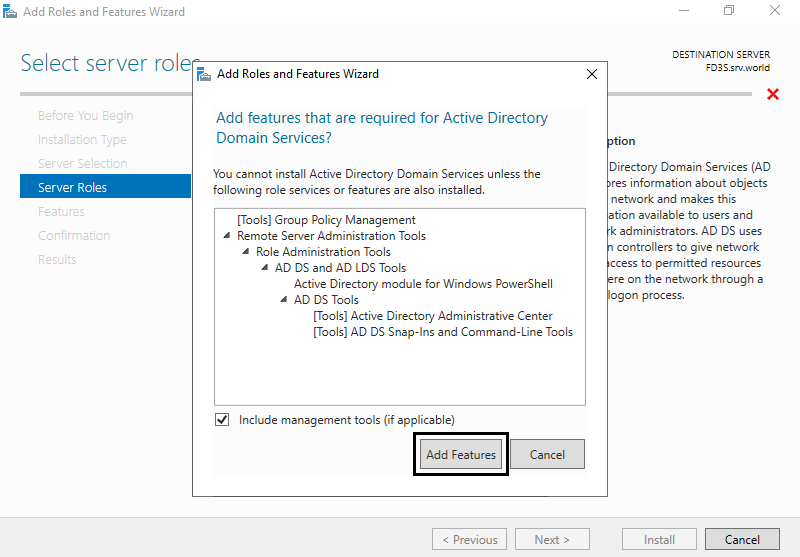 Add Roles and Features Wizard
Select server roles
DESTINATION SERVER
FD3S.srv.world
Before You Begin
Installation Type
Server Selection
Server Roles
Features
Confirmation
Results
Add Roles and Features Wizard
Add features that are required for Active Directory
Domain Services?
You cannot install Active Directory Domain Services unless the
following role services or features are also installed.
[Tools] Group Policy Management
Remote Server Administration Tools
Role Administration Tools
AD DS and AD LDS Tools
Active Directory module for Windows PowerShell
AD DS Tools
[Tools] Active Directory Administrative Center
[Tools] AD DS Snap-Ins and Command-Line Tools
Include management tools (if applicable)
Add Features
Cancel
Directory Domain Services (AD
information about objects
network and makes this
available to users and
administrators. AD DS uses
controllers to give network
access to permitted resources
on the network through a
logon process.
< Previous
Next >
Install
Cancel